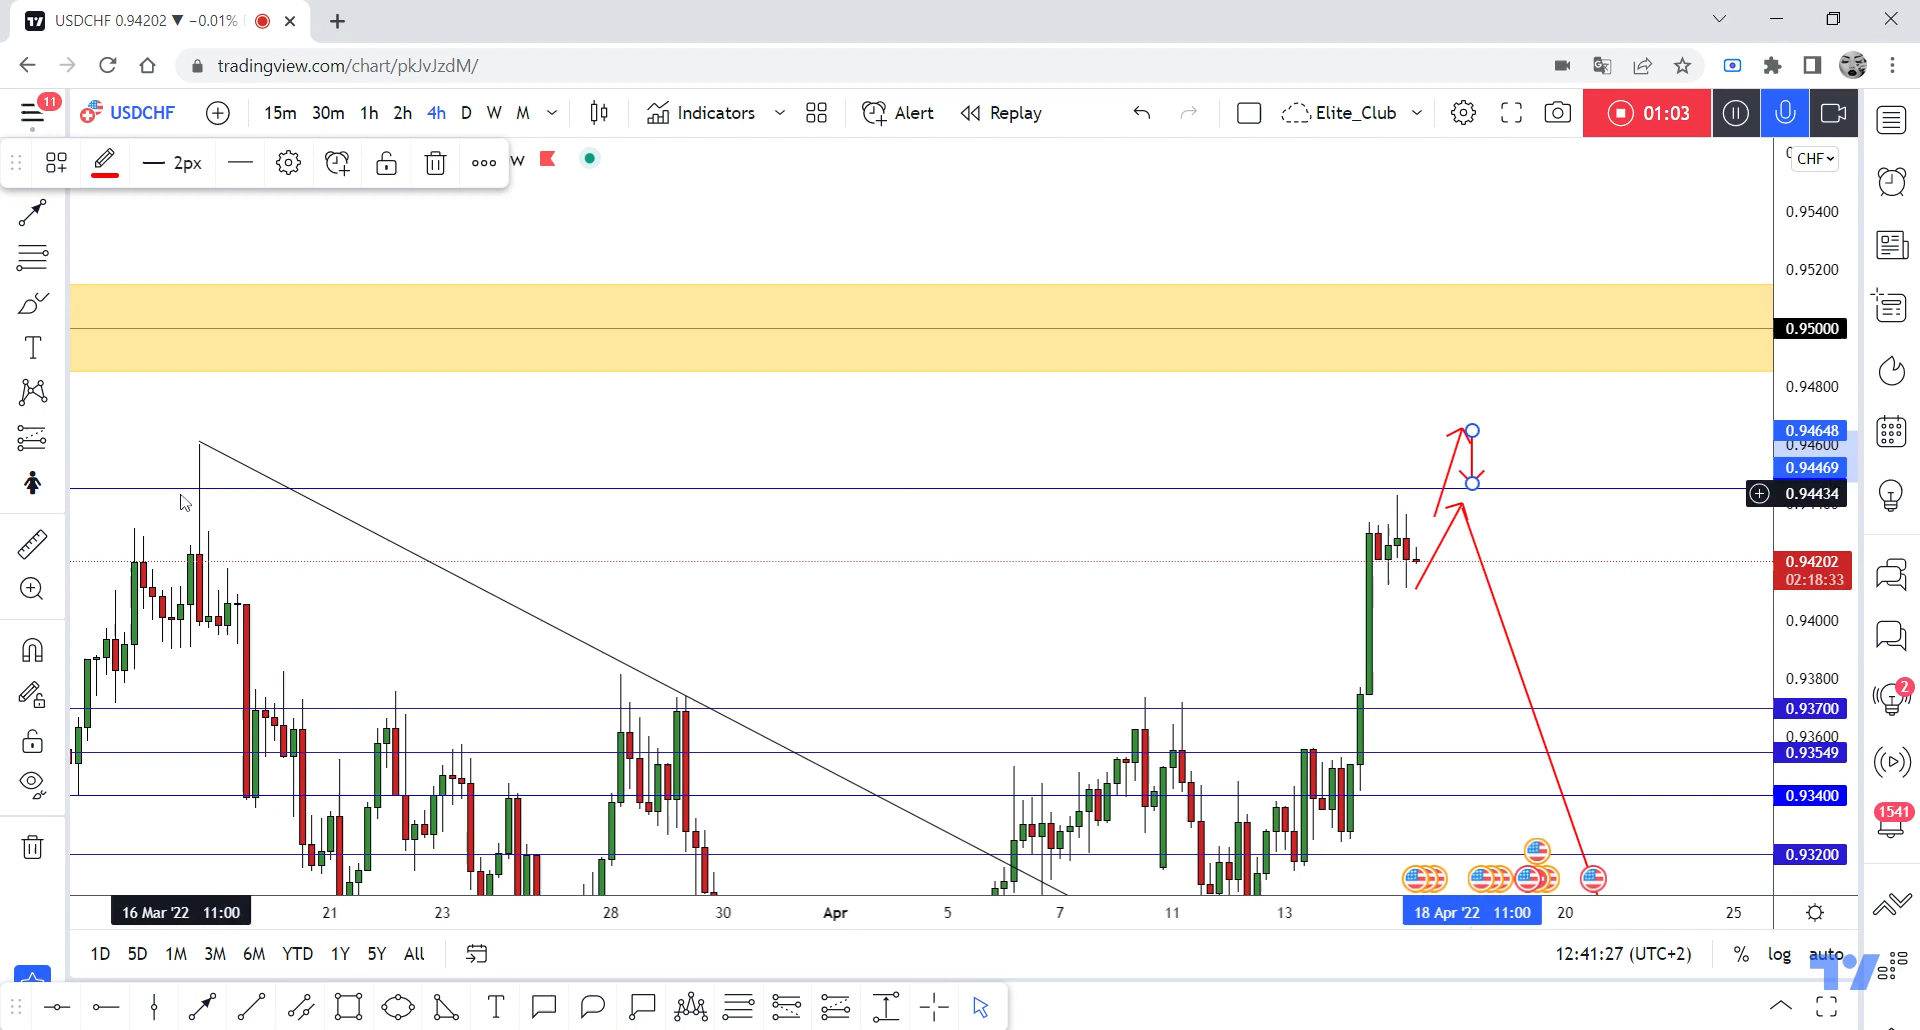 USDCHF 0.94202 ▼ −0.01%
tradingview.com/chart/pkJvJzdM/
11
USDCHF
15m 30m 1h 2h 4h D W M
Indicators
Alert
Replay
Elite_Club
01:03
2px
W
CHF
0.95400
0.95200
0.95000
0.94800
0.94648
0.94600
0.94469
0.94434
0.94202
02:18:33
0.94000
0.93800
0.93700
0.93600
0.93549
0.93400
0.93200
2
1541
16 Mar '22 11:00
21 23 28 30 Apr 5 7 11 13
18 Apr '22 11:00
20 25
1D 5D 1M 3M 6M YTD 1Y 5Y All
12:41:27 (UTC+2)
% log auto